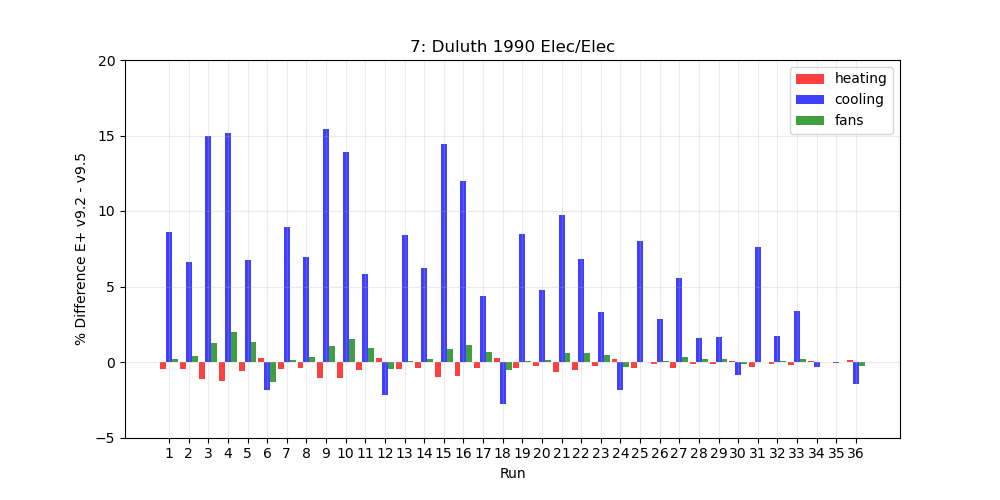 7: Duluth 1990 Elec/Elec
% Difference E+ v9.2 - v9.5
20
15
10
5
0
−5
heating
cooling
fans
1 2 3 4 5 6 7 8 9 10 11 12 13 14 15 16 17 18 19 20 21 22 23 24 25 26 27 28 29 30 31 32 33 34 35 36
Run